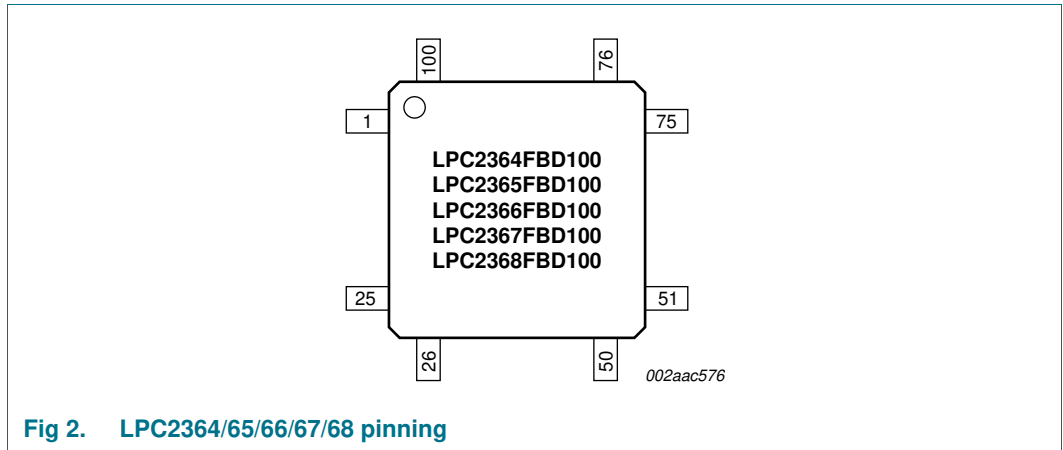 100 76
1 75
LPC2364FBD100
LPC2365FBD100
LPC2366FBD100
LPC2367FBD100
LPC2368FBD100
25 51
26 50
002aac576
Fig 2. LPC2364/65/66/67/68 pinning